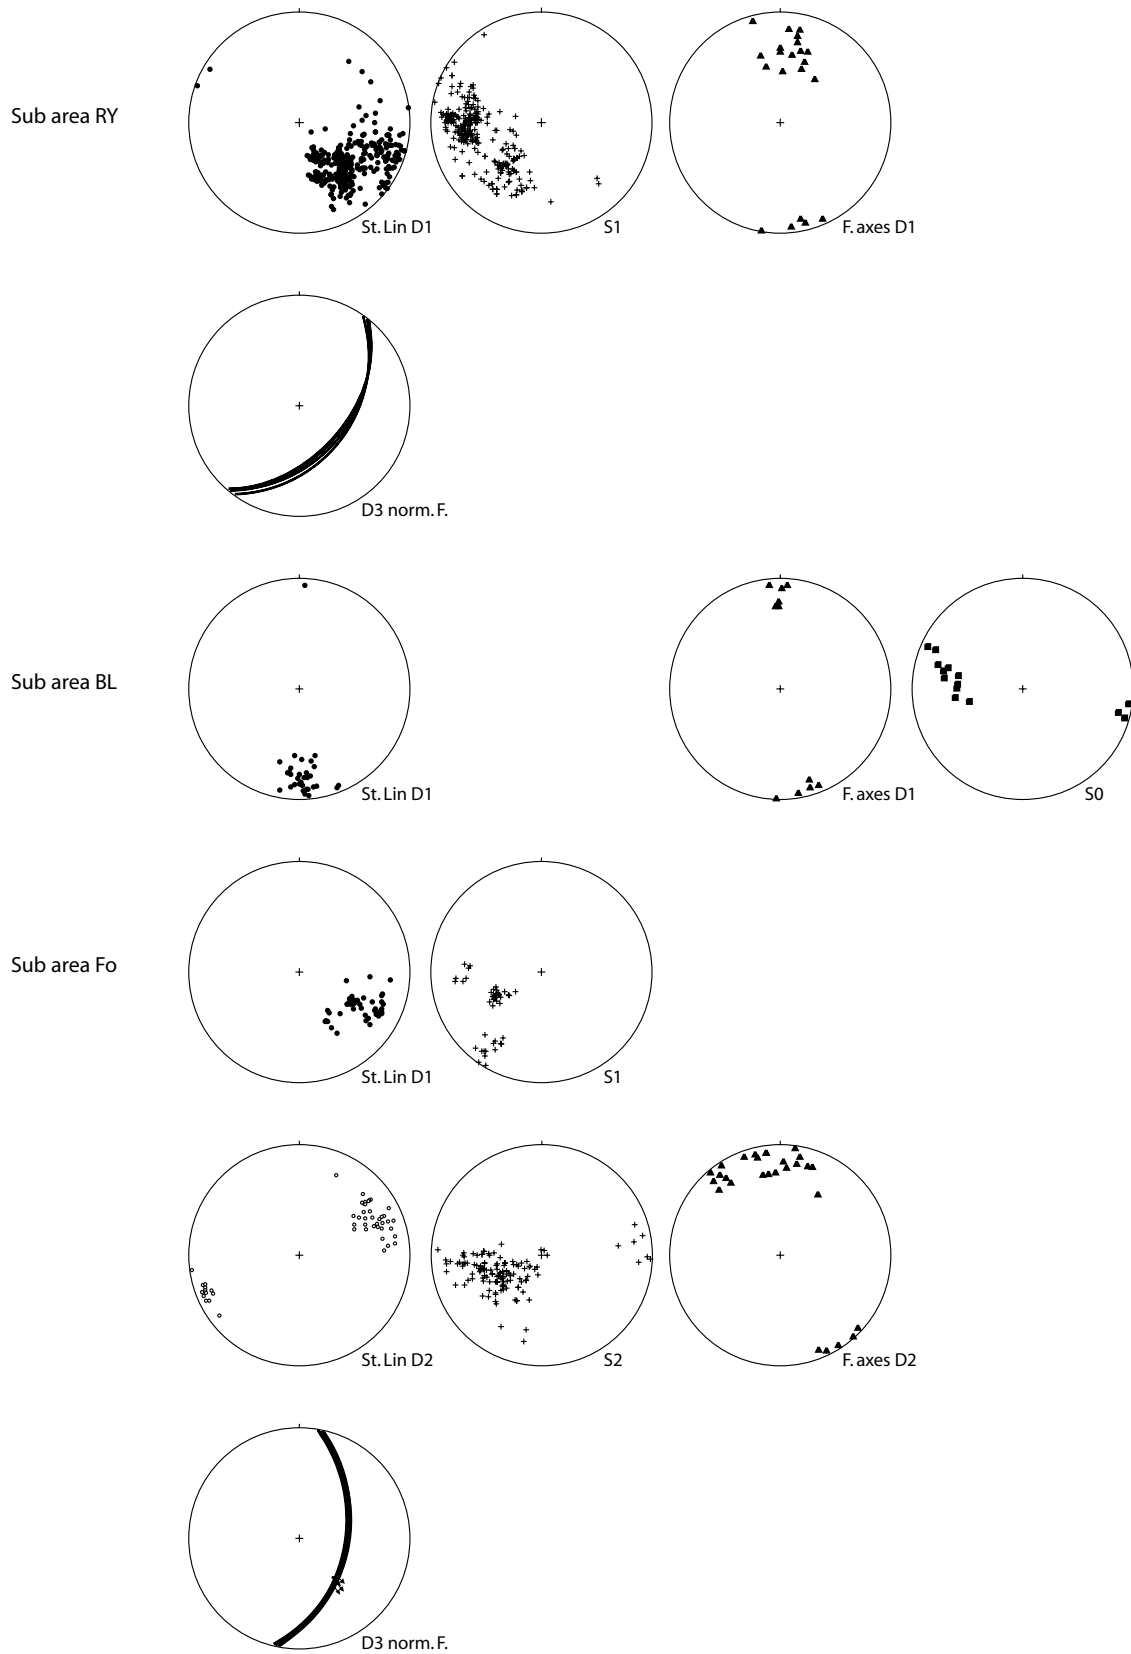 Sub area RY
St. Lin D1
S1
F. axes D1
D3 norm. F.
Sub area BL
St. Lin D1
F. axes D1
S0
Sub area Fo
St. Lin D1
S1
St. Lin D2
S2
F. axes D2
D3 norm. F.